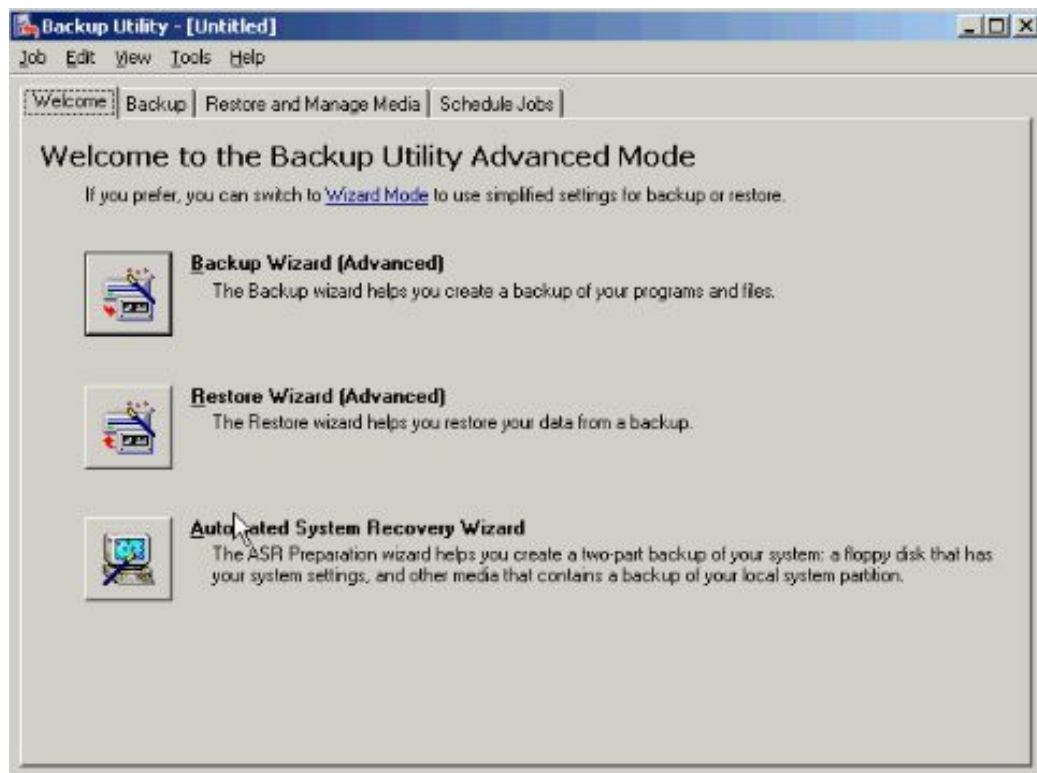 Backup Utility - [Untitled]
Job Edit View Tools Help
Welcome Backup Restore and Manage Media Schedule Jobs
Welcome to the Backup Utility Advanced Mode
If you prefer, you can switch to Wizard Mode to use simplified settings for backup or restore.
Backup Wizard (Advanced)
The Backup wizard helps you create a backup of your programs and files.
Restore Wizard (Advanced)
The Restore wizard helps you restore your data from a backup.
Automated System Recovery Wizard
The ASR Preparation wizard helps you create a two-part backup of your system: a floppy disk that has
your system settings, and other media that contains a backup of your local system partition.